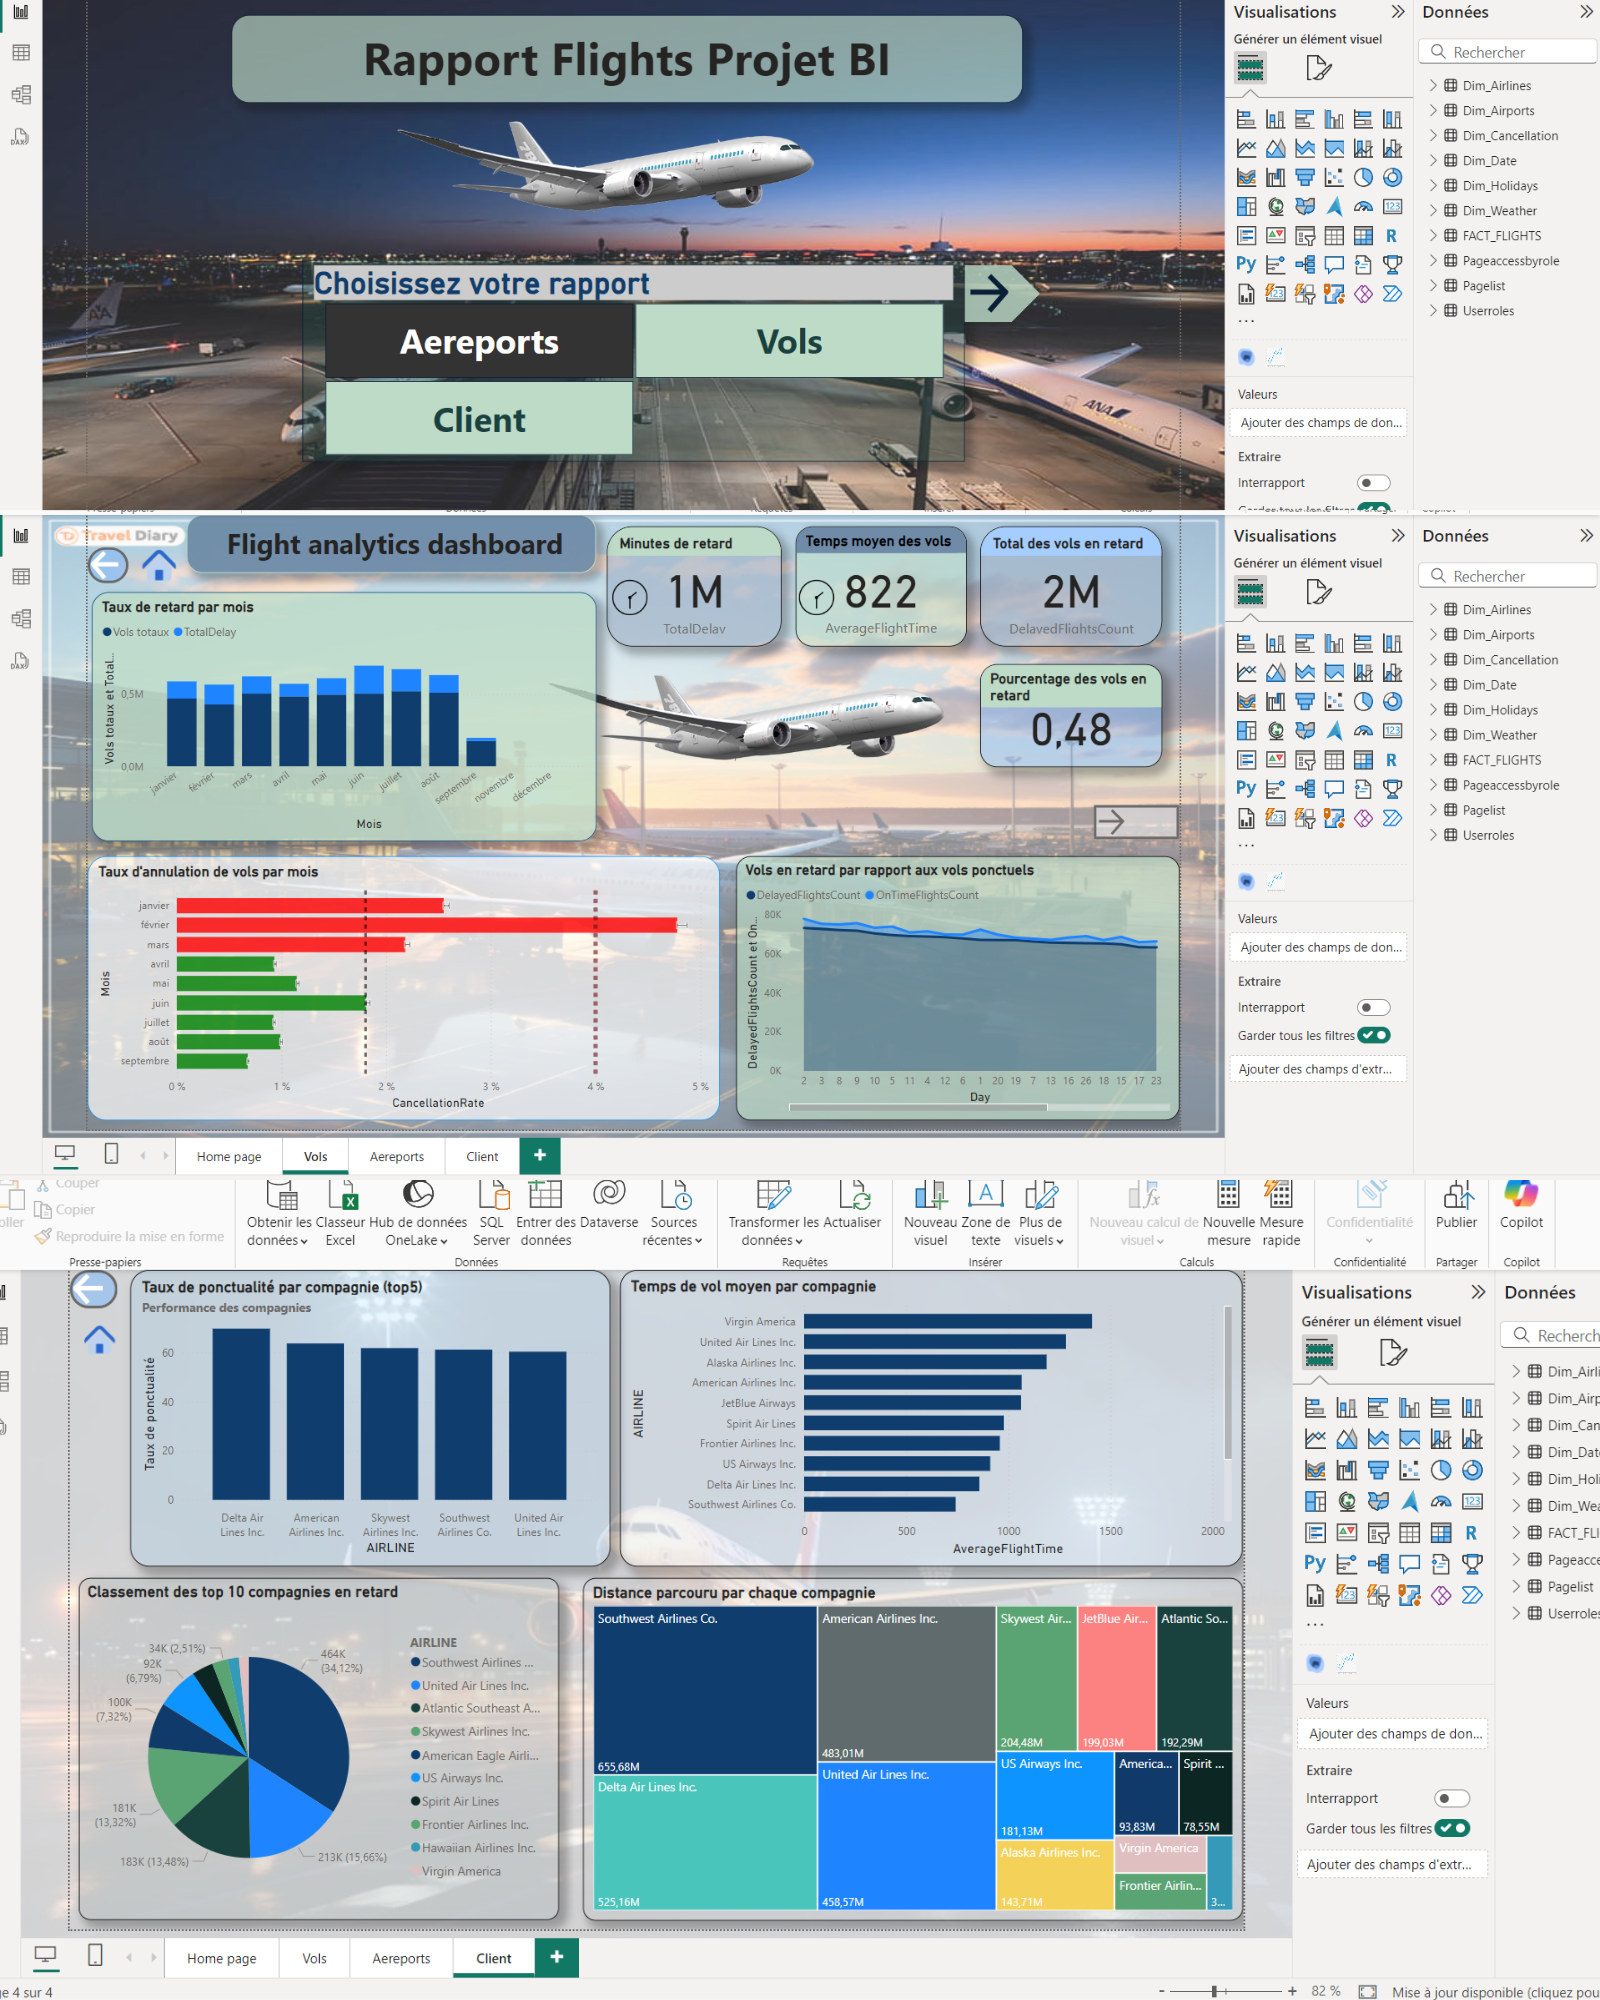 Rapport Flights Projet BI
Choisissez votre rapport
Aereports
Vols
Client
Visualisations
Générer un élément visuel
Valeurs
Ajouter des champs de don...
Extraire
Interrapport
Données
Rechercher
Dim_Airlines
Dim_Airports
Dim_Cancellation
Dim_Date
Dim_Holidays
Dim_Weather
FACT_FLIGHTS
Pageaccessbyrole
Pagelist
Userroles
Travel Diary
Flight analytics dashboard
Minutes de retard
1M
TotalDelay
Temps moyen des vols
822
AverageFlightTime
Total des vols en retard
2M
DelayedFlightsCount
Pourcentage des vols en
retard
0,48
Taux de retard par mois
Vols totaux TotalDelay
Vols totaux et Total...
0,5M
0,0M
janvier février mars avril mai juin juillet août septembre novembre décembre
Mois
Taux d'annulation de vols par mois
Mois
janvier
février
mars
avril
mai
juin
juillet
août
septembre
0 % 1 % 2 % 3 % 4 % 5 %
CancellationRate
Vols en retard par rapport aux vols ponctuels
DelayedFlightsCount OnTimeFlightsCount
DelayedFlightsCount et On...
80K
60K
40K
20K
0K
2 3 8 9 10 5 11 4 12 6 1 20 19 7 13 16 26 18 15 17 23
Day
Visualisations
Générer un élément visuel
Valeurs
Ajouter des champs de don...
Extraire
Interrapport
Garder tous les filtres
Ajouter des champs d'extr...
Données
Rechercher
Dim_Airlines
Dim_Airports
Dim_Cancellation
Dim_Date
Dim_Holidays
Dim_Weather
FACT_FLIGHTS
Pageaccessbyrole
Pagelist
Userroles
Home page Vols Aereports Client +
Couper
Copier
Reproduire la mise en forme
Presse-papiers
Obtenir les
données
Classeur
Excel
Hub de données
OneLake
SQL
Server
Entrer des
données
Dataverse
Sources
récentes
Données
Transformer les
données
Actualiser
Requêtes
Nouveau
visuel
Zone de
texte
Plus de
visuels
Insérer
Nouveau calcul de
visuel
Nouvelle
mesure
Mesure
rapide
Calculs
Confidentialité
Confidentialité
Publier
Partager
Copilot
Copilot
Taux de ponctualité par compagnie (top5)
Performance des compagnies
Taux de ponctualité
60
40
20
0
Delta Air
Lines Inc.
American
Airlines Inc.
Skywest
Airlines Inc.
Southwest
Airlines Co.
United Air
Lines Inc.
AIRLINE
Temps de vol moyen par compagnie
AIRLINE
Virgin America
United Air Lines Inc.
Alaska Airlines Inc.
American Airlines Inc.
JetBlue Airways
Spirit Air Lines
Frontier Airlines Inc.
US Airways Inc.
Delta Air Lines Inc.
Southwest Airlines Co.
0 500 1000 1500 2000
AverageFlightTime
Classement des top 10 compagnies en retard
464K
(34,12%)
213K (15,66%)
183K (13,48%)
181K
(13,32%)
100K
(7,32%)
92K
(6,79%)
34K (2,51%)
AIRLINE
Southwest Airlines ...
United Air Lines Inc.
Atlantic Southeast A...
Skywest Airlines Inc.
American Eagle Airli...
US Airways Inc.
Spirit Air Lines
Frontier Airlines Inc.
Hawaiian Airlines Inc.
Virgin America
Distance parcouru par chaque compagnie
Southwest Airlines Co.
655,68M
Delta Air Lines Inc.
525,16M
American Airlines Inc.
483,01M
United Air Lines Inc.
458,57M
Skywest Air...
204,48M
JetBlue Air...
199,03M
Atlantic So...
192,29M
US Airways Inc.
181,13M
Alaska Airlines Inc.
143,71M
America...
93,83M
Spirit ...
78,55M
Virgin America
Frontier Airlin...
3...
Visualisations
Générer un élément visuel
Valeurs
Ajouter des champs de don...
Extraire
Interrapport
Garder tous les filtres
Ajouter des champs d'extr...
Données
Recherch
Dim_Airli
Dim_Airp
Dim_Can
Dim_Dat
Dim_Holi
Dim_Wea
FACT_FLI
Pageacce
Pagelist
Userroles
Home page Vols Aereports Client +
e 4 sur 4
- + 82 %
Mise à jour disponible (cliquez pou